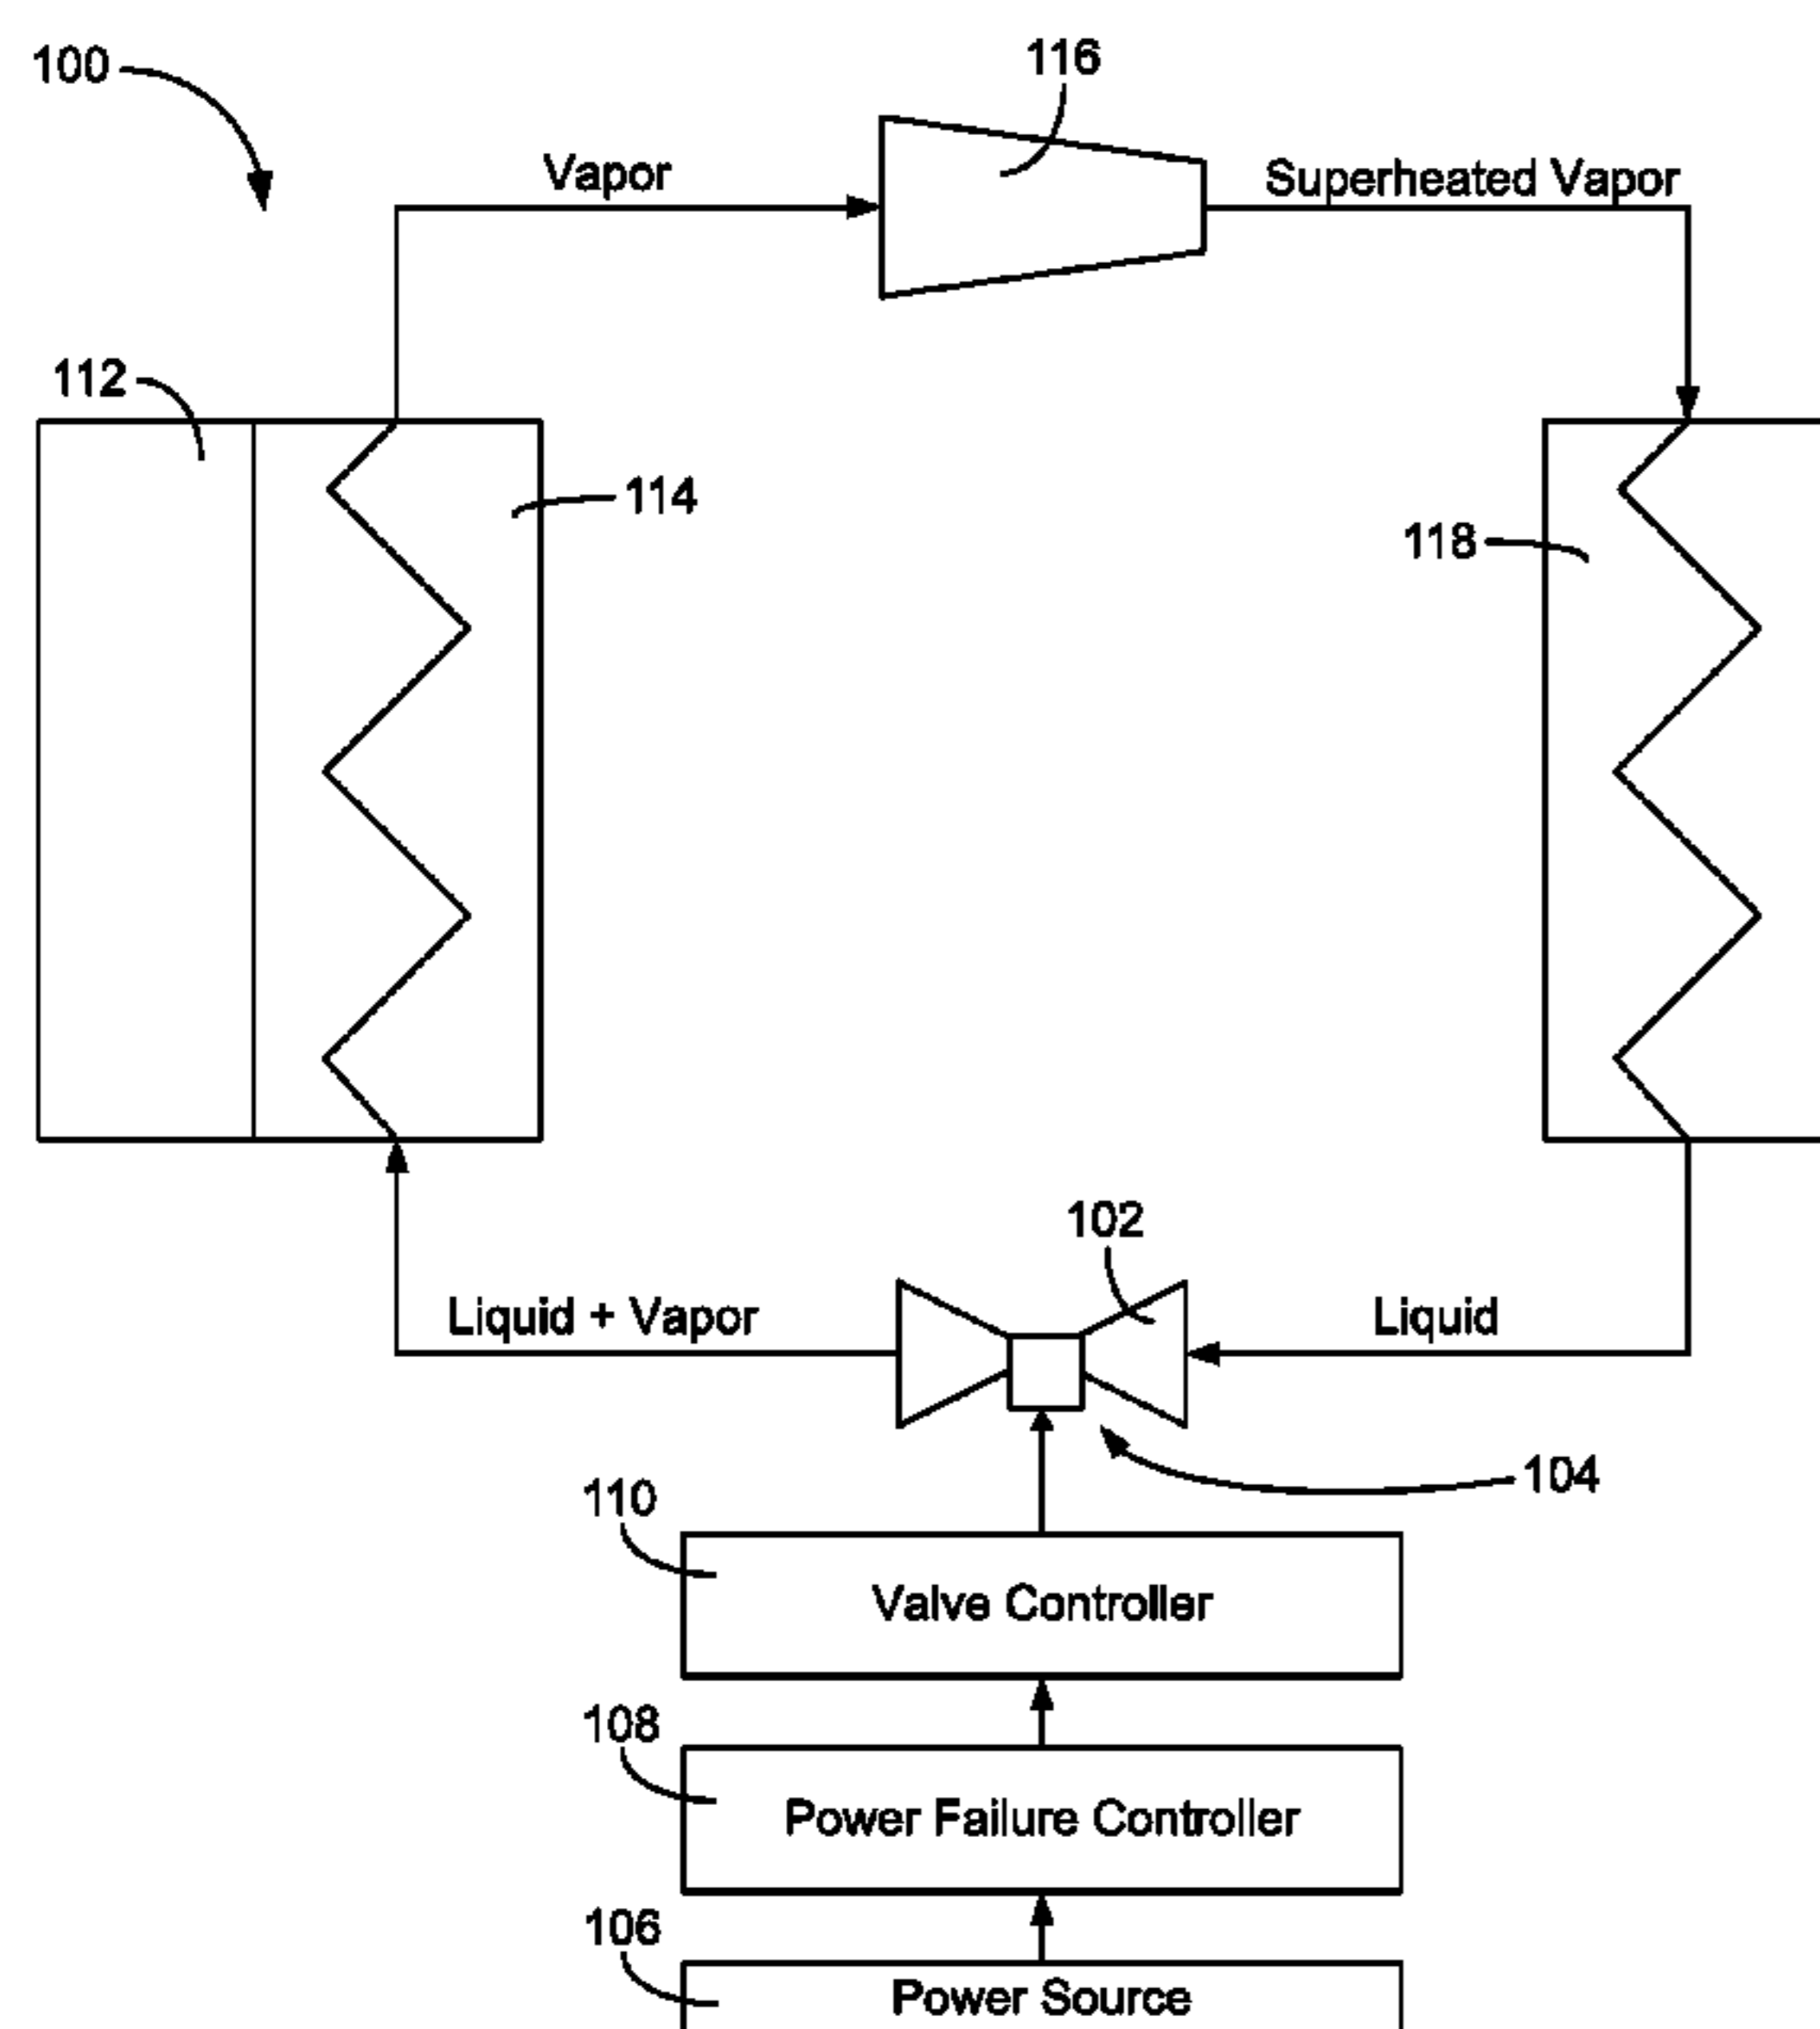 100
116
Vapor
Superheated Vapor
112
114
118
102
Liquid + Vapor
Liquid
104
110
Valve Controller
108
Power Failure Controller
106
Power Source